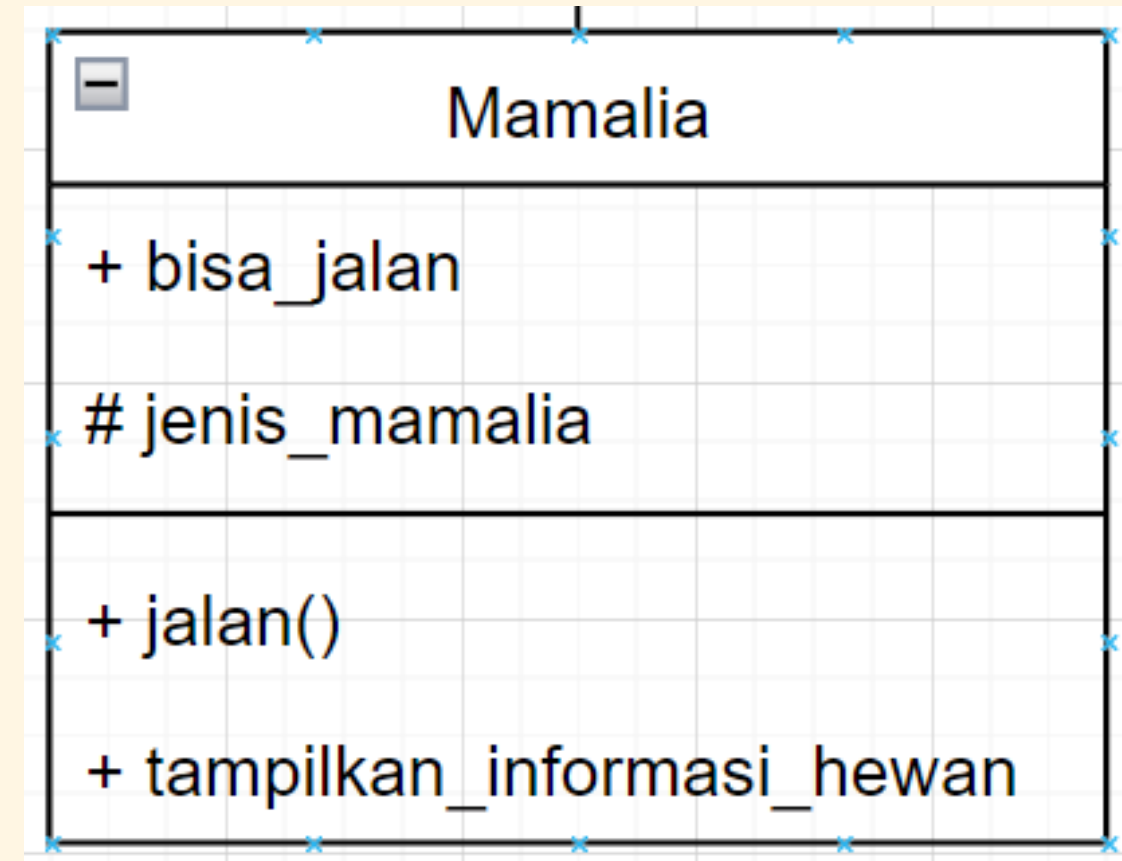 Mamalia
+ bisa_jalan
# jenis_mamalia
+ jalan()
+ tampilkan_informasi_hewan